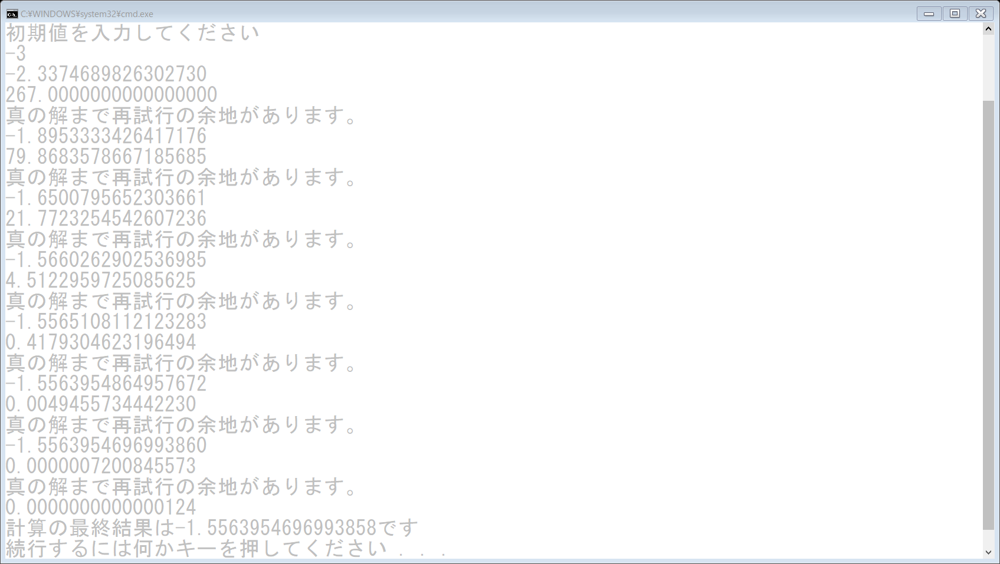 C:¥WINDOWS¥system32¥cmd.exe
初期値を入力してください
-3
-2.3374689826302730
267.0000000000000000
真の解まで再試行の余地があります。
-1.8953333426417176
79.8683578667185685
真の解まで再試行の余地があります。
-1.6500795652303661
21.7723254542607236
真の解まで再試行の余地があります。
-1.5660262902536985
4.5122959725085625
真の解まで再試行の余地があります。
-1.5565108112123283
0.4179304623196494
真の解まで再試行の余地があります。
-1.5563954864957672
0.0049455734442230
真の解まで再試行の余地があります。
-1.5563954696993860
0.0000007200845573
真の解まで再試行の余地があります。
0.0000000000000124
計算の最終結果は-1.5563954696993858です
続行するには何かキーを押してください . . .